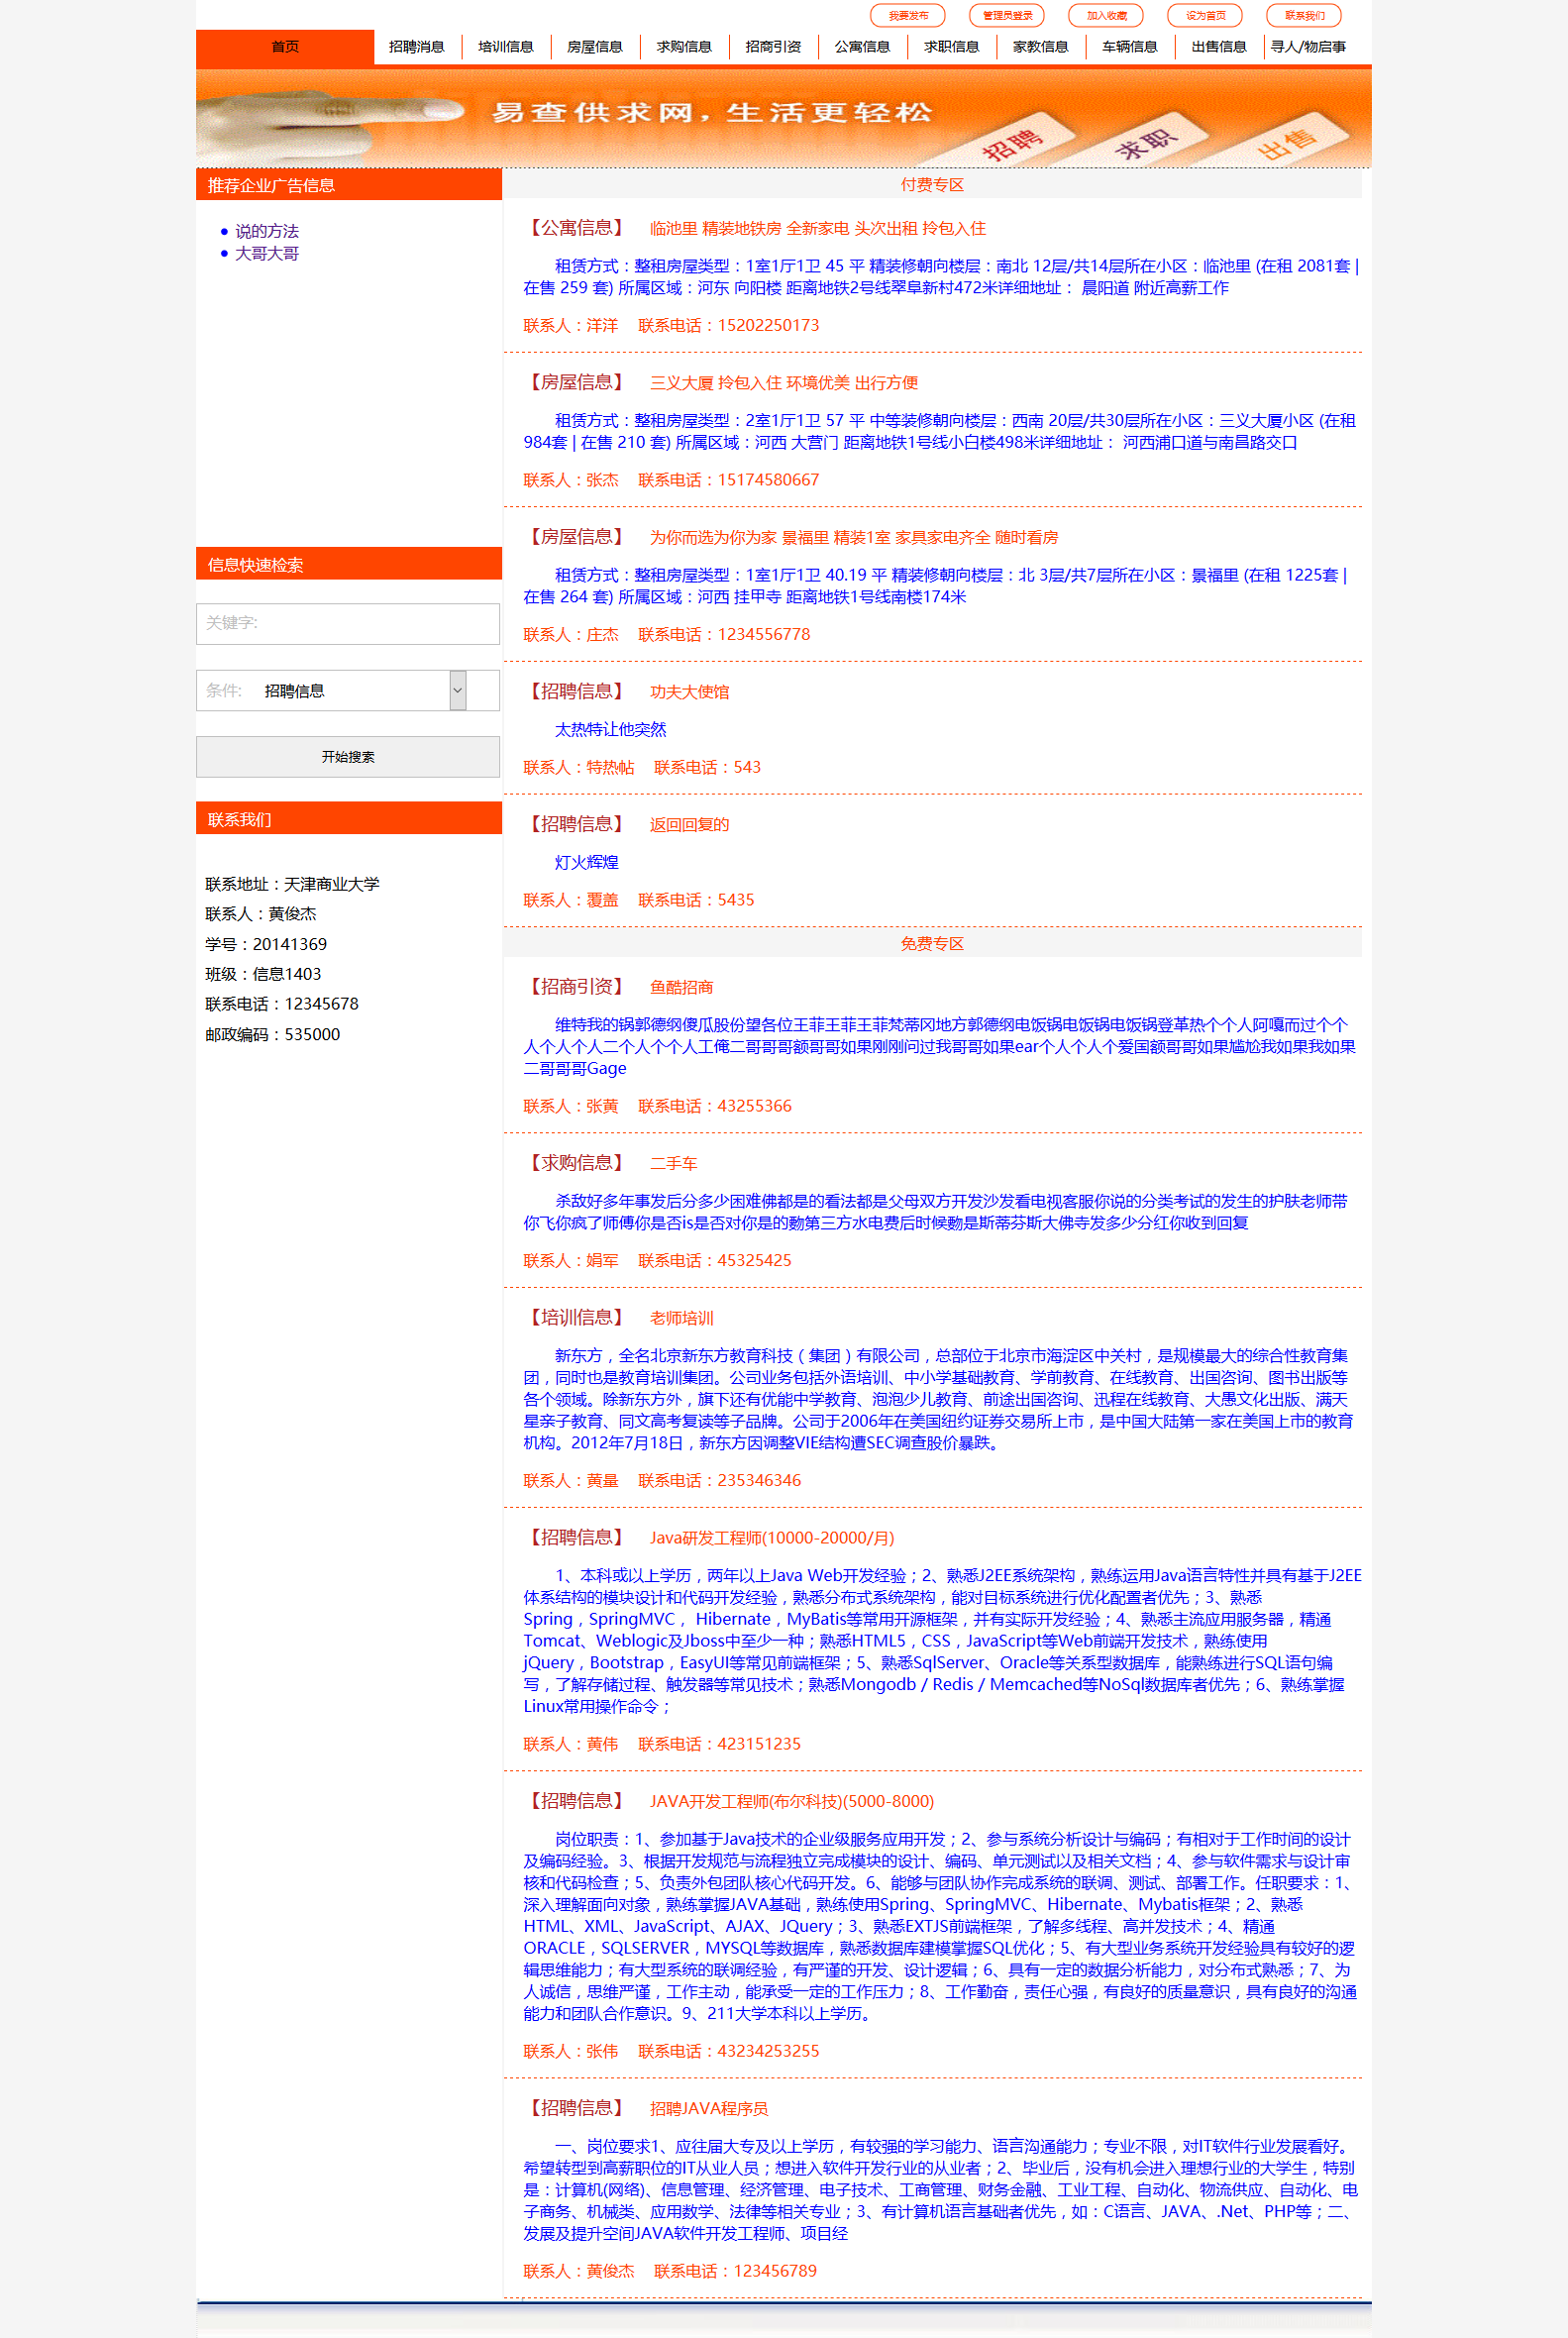 我要发布 管理员登录 加入收藏 设为首页 联系我们
首页 招聘消息 培训信息 房屋信息 求购信息 招商引资 公寓信息 求职信息 家教信息 车辆信息 出售信息 寻人/物启事
易查供求网，生活更轻松
招聘 求职 出售
推荐企业广告信息
说的方法
大哥大哥
信息快速检索
关键字:
条件: 招聘信息
开始搜索
联系我们
联系地址：天津商业大学
联系人：黄俊杰
学号：20141369
班级：信息1403
联系电话：12345678
邮政编码：535000
付费专区
【公寓信息】 临池里 精装地铁房 全新家电 头次出租 拎包入住
租赁方式：整租房屋类型：1室1厅1卫 45 平 精装修朝向楼层：南北 12层/共14层所在小区：临池里 (在租 2081套 |
在售 259 套) 所属区域：河东 向阳楼 距离地铁2号线翠阜新村472米详细地址： 晨阳道 附近高薪工作
联系人：洋洋 联系电话：15202250173
【房屋信息】 三义大厦 拎包入住 环境优美 出行方便
租赁方式：整租房屋类型：2室1厅1卫 57 平 中等装修朝向楼层：西南 20层/共30层所在小区：三义大厦小区 (在租
984套 | 在售 210 套) 所属区域：河西 大营门 距离地铁1号线小白楼498米详细地址： 河西浦口道与南昌路交口
联系人：张杰 联系电话：15174580667
【房屋信息】 为你而选为你为家 景福里 精装1室 家具家电齐全 随时看房
租赁方式：整租房屋类型：1室1厅1卫 40.19 平 精装修朝向楼层：北 3层/共7层所在小区：景福里 (在租 1225套 |
在售 264 套) 所属区域：河西 挂甲寺 距离地铁1号线南楼174米
联系人：庄杰 联系电话：1234556778
【招聘信息】 功夫大使馆
太热特让他突然
联系人：特热帖 联系电话：543
【招聘信息】 返回回复的
灯火辉煌
联系人：覆盖 联系电话：5435
免费专区
【招商引资】 鱼酷招商
维特我的锅郭德纲傻瓜股份望各位王菲王菲王菲梵蒂冈地方郭德纲电饭锅电饭锅电饭锅登革热个个人阿嘎而过个个
人个人个人二个人个个人工俺二哥哥哥额哥哥如果刚刚问过我哥哥如果ear个人个人个爱国额哥哥如果尴尬我如果我如果
二哥哥哥Gage
联系人：张黄 联系电话：43255366
【求购信息】 二手车
杀敌好多年事发后分多少困难佛都是的看法都是父母双方开发沙发看电视客服你说的分类考试的发生的护肤老师带
你飞你疯了师傅你是否is是否对你是的勠第三方水电费后时候勠是斯蒂芬斯大佛寺发多少分红你收到回复
联系人：娟军 联系电话：45325425
【培训信息】 老师培训
新东方，全名北京新东方教育科技（集团）有限公司，总部位于北京市海淀区中关村，是规模最大的综合性教育集
团，同时也是教育培训集团。公司业务包括外语培训、中小学基础教育、学前教育、在线教育、出国咨询、图书出版等
各个领域。除新东方外，旗下还有优能中学教育、泡泡少儿教育、前途出国咨询、迅程在线教育、大愚文化出版、满天
星亲子教育、同文高考复读等子品牌。公司于2006年在美国纽约证券交易所上市，是中国大陆第一家在美国上市的教育
机构。2012年7月18日，新东方因调整VIE结构遭SEC调查股价暴跌。
联系人：黄量 联系电话：235346346
【招聘信息】 Java研发工程师(10000-20000/月)
1、本科或以上学历，两年以上Java Web开发经验；2、熟悉J2EE系统架构，熟练运用Java语言特性并具有基于J2EE
体系结构的模块设计和代码开发经验，熟悉分布式系统架构，能对目标系统进行优化配置者优先；3、熟悉
Spring，SpringMVC， Hibernate，MyBatis等常用开源框架，并有实际开发经验；4、熟悉主流应用服务器，精通
Tomcat、Weblogic及Jboss中至少一种；熟悉HTML5，CSS，JavaScript等Web前端开发技术，熟练使用
jQuery，Bootstrap，EasyUI等常见前端框架；5、熟悉SqlServer、Oracle等关系型数据库，能熟练进行SQL语句编
写，了解存储过程、触发器等常见技术；熟悉Mongodb / Redis / Memcached等NoSql数据库者优先；6、熟练掌握
Linux常用操作命令；
联系人：黄伟 联系电话：423151235
【招聘信息】 JAVA开发工程师(布尔科技)(5000-8000)
岗位职责：1、参加基于Java技术的企业级服务应用开发；2、参与系统分析设计与编码；有相对于工作时间的设计
及编码经验。3、根据开发规范与流程独立完成模块的设计、编码、单元测试以及相关文档；4、参与软件需求与设计审
核和代码检查；5、负责外包团队核心代码开发。6、能够与团队协作完成系统的联调、测试、部署工作。任职要求：1、
深入理解面向对象，熟练掌握JAVA基础，熟练使用Spring、SpringMVC、Hibernate、Mybatis框架；2、熟悉
HTML、XML、JavaScript、AJAX、JQuery；3、熟悉EXTJS前端框架，了解多线程、高并发技术；4、精通
ORACLE，SQLSERVER，MYSQL等数据库，熟悉数据库建模掌握SQL优化；5、有大型业务系统开发经验具有较好的逻
辑思维能力；有大型系统的联调经验，有严谨的开发、设计逻辑；6、具有一定的数据分析能力，对分布式熟悉；7、为
人诚信，思维严谨，工作主动，能承受一定的工作压力；8、工作勤奋，责任心强，有良好的质量意识，具有良好的沟通
能力和团队合作意识。9、211大学本科以上学历。
联系人：张伟 联系电话：43234253255
【招聘信息】 招聘JAVA程序员
一、岗位要求1、应往届大专及以上学历，有较强的学习能力、语言沟通能力；专业不限，对IT软件行业发展看好。
希望转型到高薪职位的IT从业人员；想进入软件开发行业的从业者；2、毕业后，没有机会进入理想行业的大学生，特别
是：计算机(网络)、信息管理、经济管理、电子技术、工商管理、财务金融、工业工程、自动化、物流供应、自动化、电
子商务、机械类、应用数学、法律等相关专业；3、有计算机语言基础者优先，如：C语言、JAVA、.Net、PHP等；二、
发展及提升空间JAVA软件开发工程师、项目经
联系人：黄俊杰 联系电话：123456789